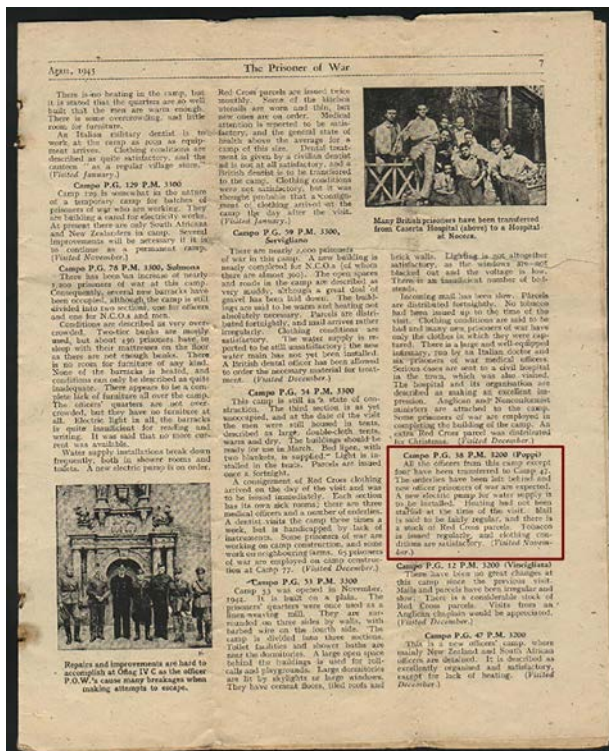 April, 1943
The Prisoner of War
7
There is no heating in the camp, but
it is stated that the quarters are so well
built that the men are warm enough.
There is some overcrowding, and little
room for furniture.
An Italian military dentist is to
work at the camp as soon as equip-
ment arrives. Clothing conditions are
described as quite satisfactory, and the
canteen "as a regular village store."
(Visited January.)
Campo P.G. 129 P.M. 3300
Camp 129 is somewhat in the nature
of a temporary camp for batches of
prisoners of war who are working. They
are building a canal for electricity works.
At present there are only South Africans
and New Zealanders in camp. Several
improvements will be necessary if it is
to continue as a permanent camp.
(Visited November.)
Campo P.G. 78 P.M. 3300, Sulmona
There has been an increase of nearly
prisoners of war at this camp.
Consequently, several new barracks have
been occupied, although the camp is still
divided into two sections, one for officers
and one for N.C.O.s and men.
Conditions are described as very over-
crowded. Two-tier bunks are mostly
used, but about 250 prisoners have to
sleep with their mattresses on the floor
as there are not enough bunks. There
is no room for furniture of any kind.
None of the barracks is heated, and
conditions can only be described as quite
inadequate. There appears to be a com-
plete lack of furniture all over the camp.
The officers' quarters are not over-
crowded, but they have no furniture at
all. Electric light in all the barracks
is quite insufficient for reading and
writing. It was said that no more cur-
rent was available.
Water supply installations break down
frequently, both in shower rooms and
toilets. A new electric pump is on order.
Repairs and improvements are hard to
accomplish at Oflag IV C as the officer
P.O.W.'s cause many breakages when
making attempts to escape.
Red Cross parcels are issued twice
monthly. Some of the kitchen
utensils are worn and thin, but
new ones are on order. Medical
attention is reported to be satis-
factory, and the general state of
health above the average for a
camp of this size. Dental treat-
ment is given by a civilian dentist
is not at all satisfactory, and a
British dentist is to be transferred
to the camp. Clothing conditions
were not satisfactory, but it was
thought probable that a consign-
ment of clothing arrived at the
camp the day after the visit.
(Visited January.)
Campo P.G. 59 P.M. 3300,
Servigliano
There are nearly 2,000 prisoners
of war in this camp. A new building is
nearly completed for N.C.O.s (of whom
there are almost 300). The open spaces
and roads in the camp are described as
very muddy, although a great deal of
gravel has been laid down. The build-
ings are said to be warm and heating not
absolutely necessary. Parcels are distri-
buted fortnightly, and mail arrives rather
irregularly. Clothing conditions are
satisfactory. The water supply is re-
ported to be still unsatisfactory; the new
water main has not yet been installed.
A British dental officer has been allowed
to order the necessary material for treat-
ment. (Visited December.)
Campo P.G. 54 P.M. 3300
This camp is still in a state of con-
struction. The third section is as yet
unoccupied, and at the date of the visit
the men were still housed in tents,
described as large, double-cloth tents,
warm and dry. The buildings should be
ready for use in March. Bed linen, with
two blankets, is supplied. Light is in-
stalled in the tents. Parcels are issued
once a fortnight.
A consignment of Red Cross clothing
arrived on the day of the visit and was
to be issued immediately. Each section
has its own sick rooms; there are three
medical officers and a number of orderlies.
A dentist visits the camp three times a
week, but is handicapped by lack of
instruments. Some prisoners of war are
working on camp construction, and some
work on neighbouring farms. 65 prisoners
of war are employed on camp construc-
tion at Camp 77. (Visited December.)
Campo P.G. 53 P.M. 3300
Camp 53 was opened in November,
It is built on a plain. The
prisoners' quarters were once used as a
linen-weaving mill. They are sur-
rounded on three sides by walls, with
barbed wire on the fourth side. The
camp is divided into three sections.
Toilet facilities and shower baths are
near the dormitories. A large open space
behind the buildings is used for roll-
calls and playgrounds. Large dormitories
are lit by skylights or large windows.
They have cement floors, tiled roofs and
Many British prisoners have been transferred
from Caserta Hospital (above) to a Hospital
at Nocera.
brick walls. Lighting is not altogether
satisfactory, as the windows are not
blacked out and the voltage is low.
There is an insufficient number of bed-
steads.
Incoming mail has been slow. Parcels
are distributed fortnightly. No tobacco
had been issued up to the time of the
visit. Clothing conditions are said to be
bad and many new prisoners of war have
only the clothes in which they were cap-
tured. There is a large and well-equipped
infirmary, run by an Italian doctor and
six prisoners of war medical officers.
Serious cases are sent to a civil hospital
in the town, which was also visited.
The hospital and its organisation are
described as making an excellent im-
pression. Anglican and Nonconformist
ministers are attached to the camp.
Some prisoners of war are employed in
completing the building of the camp. An
extra Red Cross parcel was distributed
for Christmas. (Visited December.)
Campo P.G. 38 P.M. 3200 (Poppi)
All the officers from this camp except
four have been transferred to Camp 47.
The orderlies have been left behind and
new officer prisoners of war are expected.
A new electric pump for water supply is
to be installed. Heating had not been
started at the time of the visit. Mail
is said to be fairly regular, and there is
a stock of Red Cross parcels. Tobacco
is issued regularly, and clothing con-
ditions are satisfactory. (Visited Novem-
ber.)
Campo P.G. 12 P.M. 3200 (Vincigliata)
There have been no great changes at
this camp since the previous visit.
Mails and parcels have been irregular and
slow. There is a considerable stock of
Red Cross parcels. Visits from an
Anglican chaplain would be appreciated.
(Visited December.)
Campo P.G. 47 P.M. 3200
This is a new officers' camp, where
mainly New Zealand and South African
officers are detained. It is described as
excellently organised and satisfactory,
except for lack of heating. (Visited
December.)